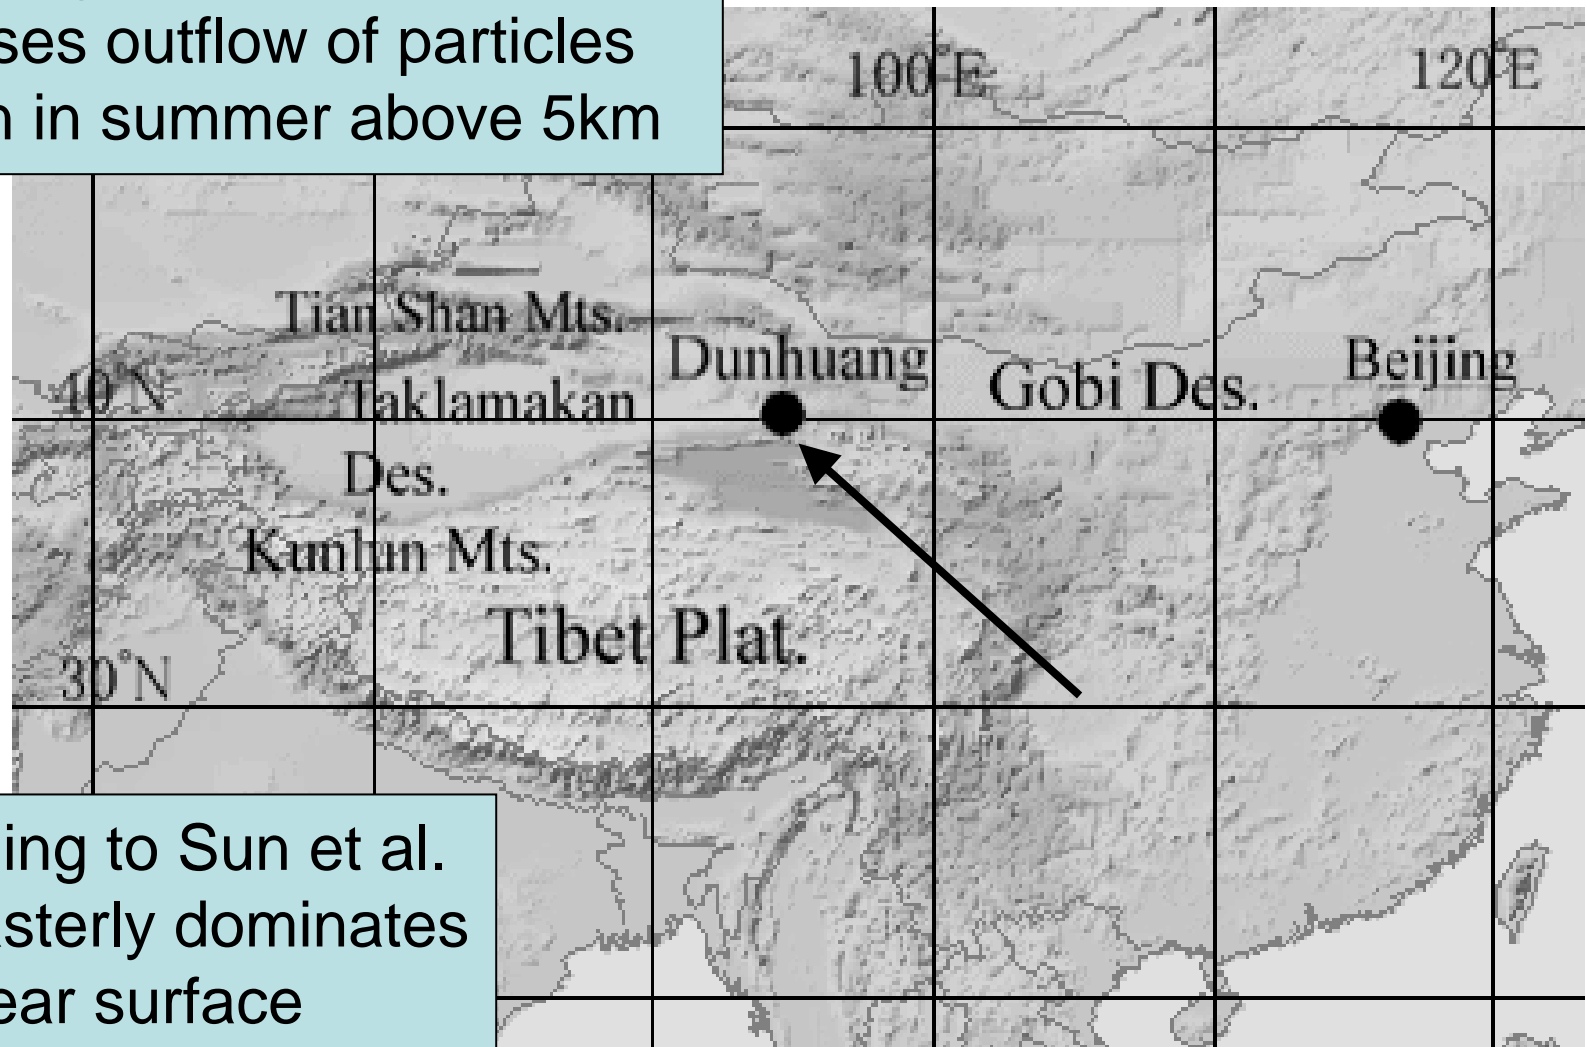 ses outflow of particles
in summer above 5km
100°E
120°E
Tian Shan Mts.
40°N
Taklamakan
Des.
Dunhuang
Gobi Des.
Beijing
Kunlun Mts.
Tibet Plat.
30°N
ing to Sun et al.
sterly dominates
ear surface